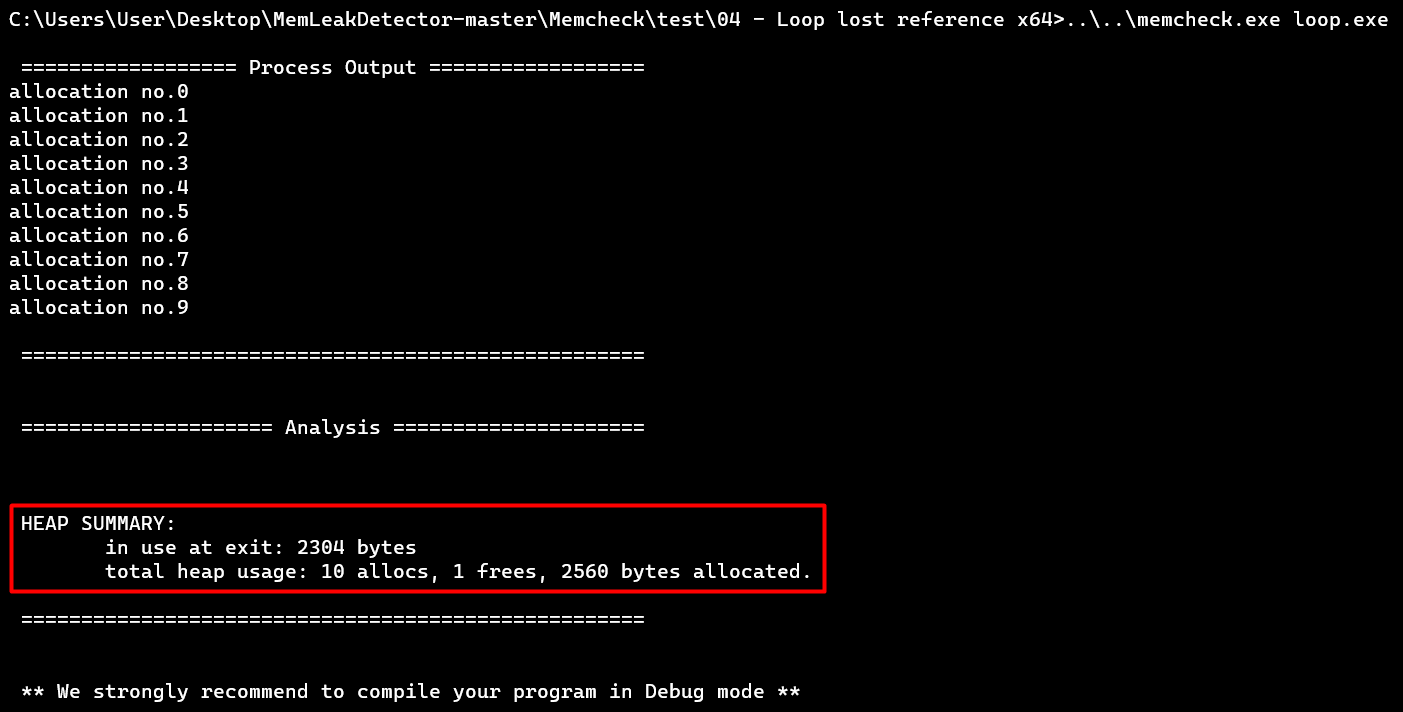 C:\Users\User\Desktop\MemLeakDetector-master\Memcheck\test\04 - Loop lost reference x64>..\..\memcheck.exe loop.exe
================== Process Output ==================
allocation no.0
allocation no.1
allocation no.2
allocation no.3
allocation no.4
allocation no.5
allocation no.6
allocation no.7
allocation no.8
allocation no.9
====================================================
===================== Analysis =====================
HEAP SUMMARY:
in use at exit: 2304 bytes
total heap usage: 10 allocs, 1 frees, 2560 bytes allocated.
====================================================
** We strongly recommend to compile your program in Debug mode **